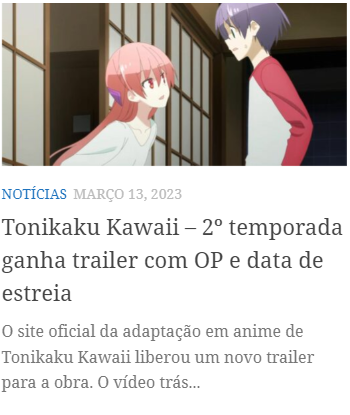 NOTÍCIAS MARÇO 13, 2023
Tonikaku Kawaii – 2º temporada
ganha trailer com OP e data de
estreia
O site oficial da adaptação em anime de
Tonikaku Kawaii liberou um novo trailer
para a obra. O vídeo trás...